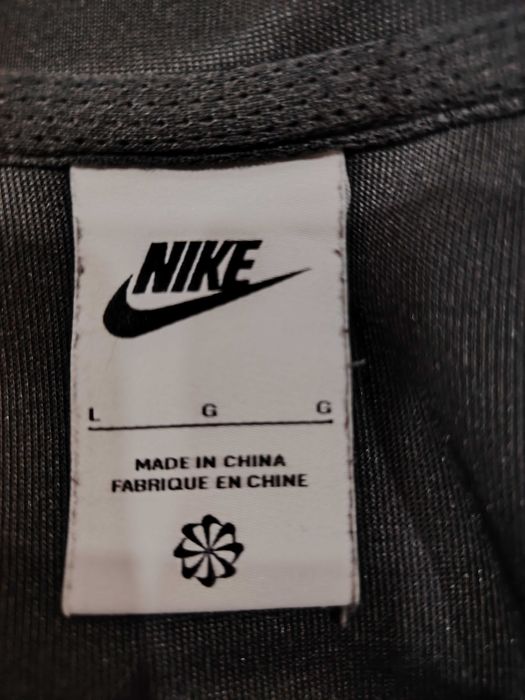 NIKE
L G G
MADE IN CHINA
FABRIQUE EN CHINE